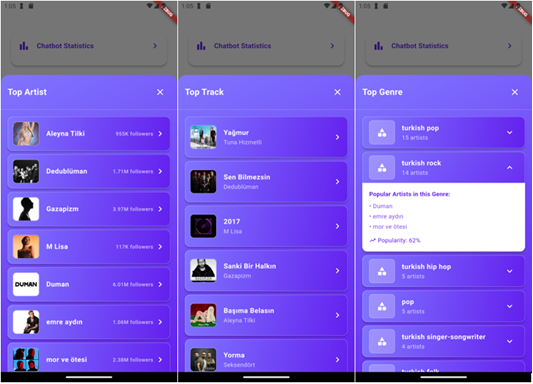 1:05
DEBUG
Chatbot Statistics
Top Artist
Aleyna Tilki
955K followers
Dedublüman
1.71M followers
Gazapizm
3.97M followers
M Lisa
117K followers
DUMAN
Duman
6.01M followers
emre aydın
1.06M followers
mor ve ötesi
2.38M followers
1:05
DEBUG
Chatbot Statistics
Top Track
Yağmur
Tuna Hizmetli
Sen Bilmezsin
Dedublüman
2017
M Lisa
Sanki Bir Halkın
Gazapizm
Başıma Belasın
Aleyna Tilki
Yorma
Seksendört
1:05
DEBUG
Chatbot Statistics
Top Genre
turkish pop
15 artists
turkish rock
14 artists
Popular Artists in this Genre:
• Duman
• emre aydın
• mor ve ötesi
Popularity: 62%
turkish hip hop
5 artists
pop
5 artists
turkish singer-songwriter
4 artists
turkish folk